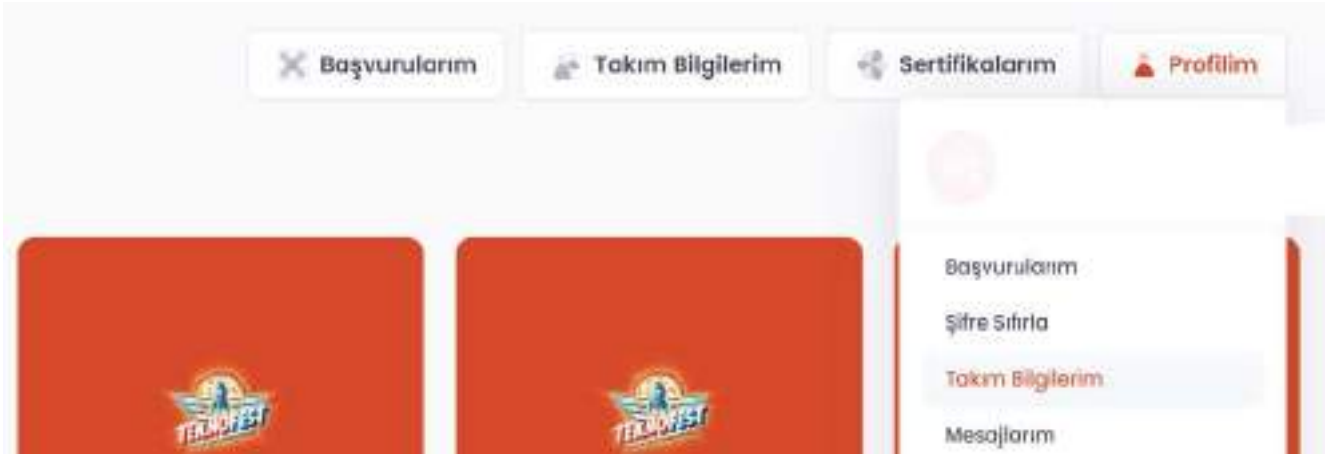 Başvurularım
Takım Bilgilerim
Sertifikalarım
Profilim
Başvurularım
Şifre Sıfırla
Takım Bilgilerim
Mesajlarım
TEKNOFEST
TEKNOFEST